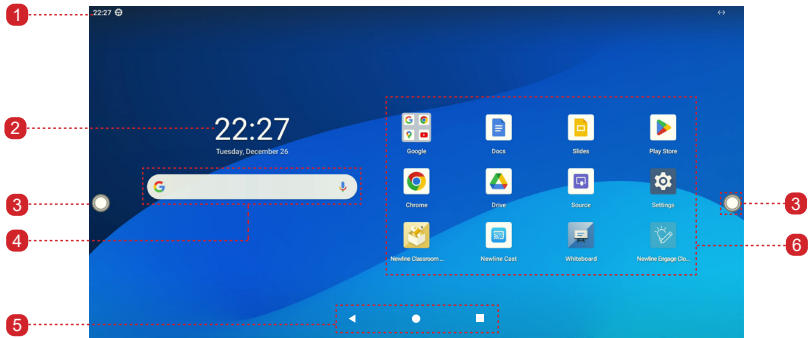 1
22:27
2
22:27
Tuesday, December 26
Google
Docs
Slides
Play Store
3
3
Chrome
Drive
Source
Settings
4
6
Newline Classroom ...
Newline Cast
Whiteboard
Newline Engage Clo...
5